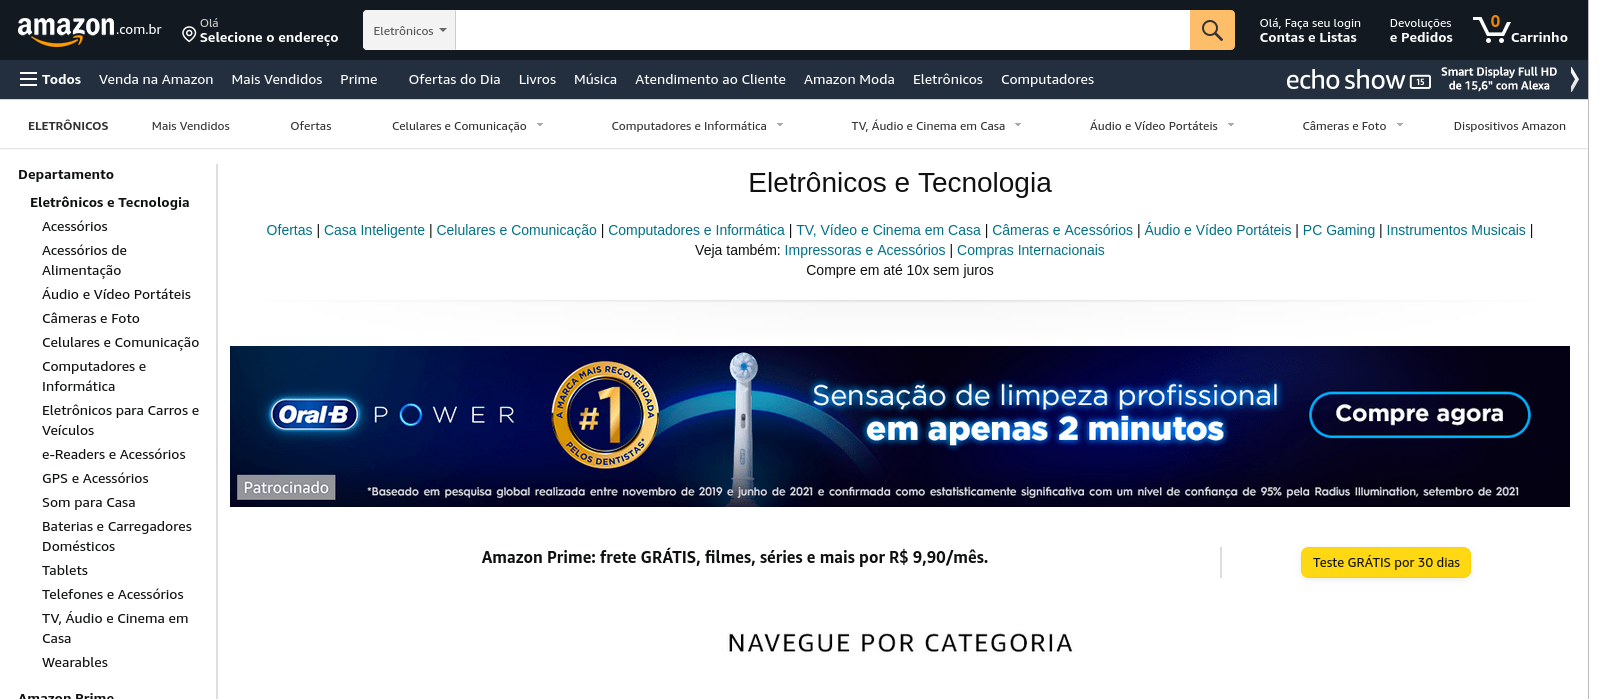 amazon.com.br
Olá
Selecione o endereço
Eletrônicos
Olá, Faça seu login
Contas e Listas
Devoluções
e Pedidos
0
Carrinho
Todos Venda na Amazon Mais Vendidos Prime Ofertas do Dia Livros Música Atendimento ao Cliente Amazon Moda Eletrônicos Computadores
echo show 15
Smart Display Full HD
de 15,6" com Alexa
ELETRÔNICOS Mais Vendidos Ofertas Celulares e Comunicação Computadores e Informática TV, Áudio e Cinema em Casa Áudio e Vídeo Portáteis Câmeras e Foto Dispositivos Amazon
Departamento
Eletrônicos e Tecnologia
Acessórios
Acessórios de
Alimentação
Áudio e Vídeo Portáteis
Câmeras e Foto
Celulares e Comunicação
Computadores e
Informática
Eletrônicos para Carros e
Veículos
e-Readers e Acessórios
GPS e Acessórios
Som para Casa
Baterias e Carregadores
Domésticos
Tablets
Telefones e Acessórios
TV, Áudio e Cinema em
Casa
Wearables
Amazon Prime
Eletrônicos e Tecnologia
Ofertas | Casa Inteligente | Celulares e Comunicação | Computadores e Informática | TV, Vídeo e Cinema em Casa | Câmeras e Acessórios | Áudio e Vídeo Portáteis | PC Gaming | Instrumentos Musicais |
Veja também: Impressoras e Acessórios | Compras Internacionais
Compre em até 10x sem juros
Oral-B POWER
A MARCA MAIS RECOMENDADA
#1
PELOS DENTISTAS*
Sensação de limpeza profissional
em apenas 2 minutos
Compre agora
Patrocinado
*Baseado em pesquisa global realizada entre novembro de 2019 e junho de 2021 e confirmada como estatisticamente significativa com um nível de confiança de 95% pela Radius Illumination, setembro de 2021
Amazon Prime: frete GRÁTIS, filmes, séries e mais por R$ 9,90/mês.
Teste GRÁTIS por 30 dias
NAVEGUE POR CATEGORIA